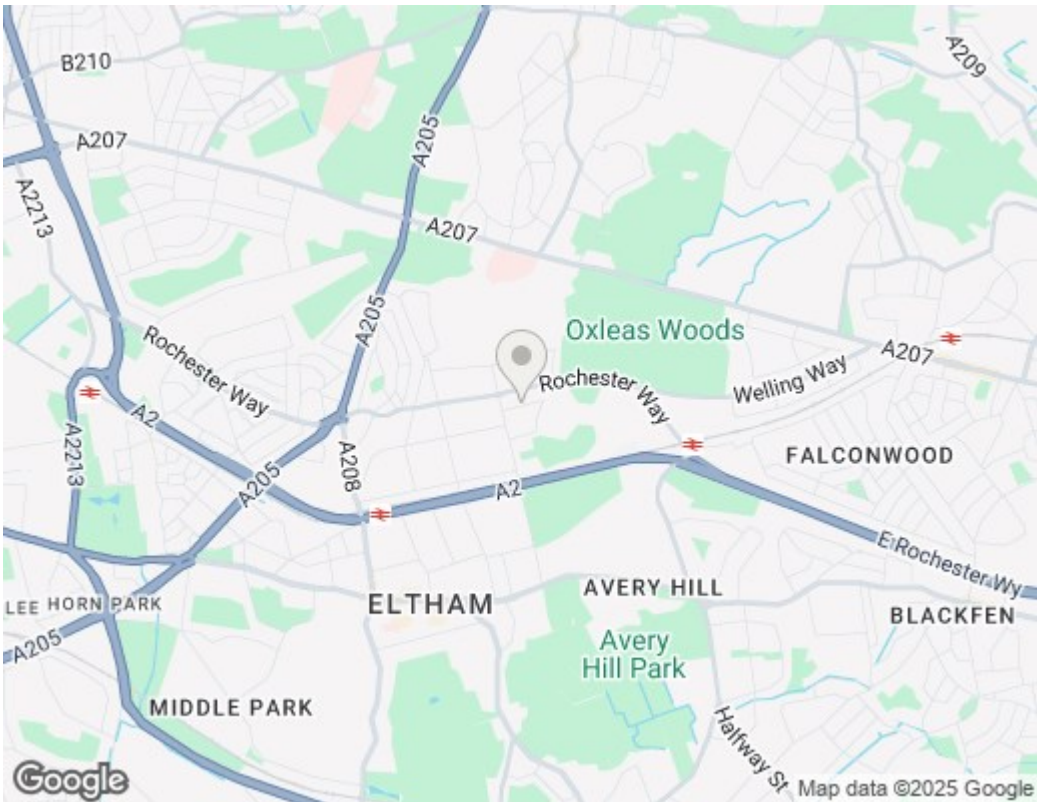 B210
A209
A205
A207
A2213
A207
A205
Rochester Way
Oxleas Woods
A207
Rochester Way
Welling Way
A2
A2213
A208
A205
FALCONWOOD
A2
E Rochester Wy
AVERY HILL
LEE
HORN PARK
ELTHAM
BLACKFEN
A205
Avery
Hill Park
MIDDLE PARK
Halfway St
Google
Map data ©2025 Google